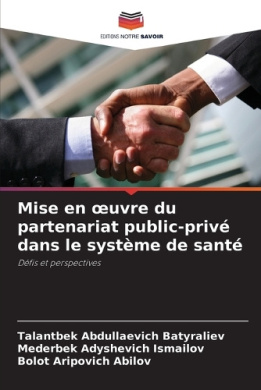 EDITIONS NOTRE SAVOIR
Mise en œuvre du
partenariat public-privé
dans le système de santé
Défis et perspectives
Talantbek Abdullaevich Batyraliev
Mederbek Adyshevich Ismailov
Bolot Aripovich Abilov